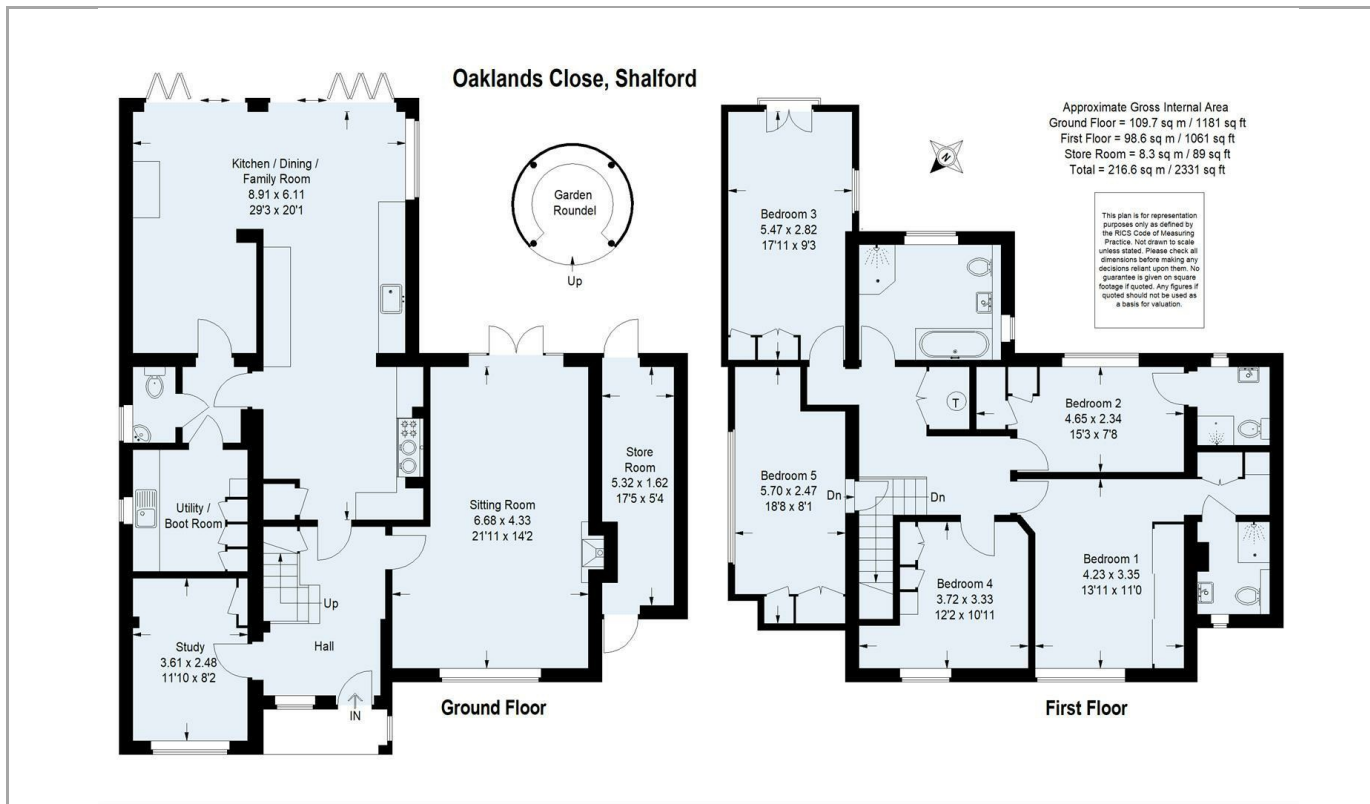 Oaklands Close, Shalford
Kitchen / Dining /
Family Room
8.91 x 6.11
29'3 x 20'1
Garden
Roundel
Up
Utility /
Boot Room
Study
3.61 x 2.48
11'10 x 8'2
Up
Hall
IN
Sitting Room
6.68 x 4.33
21'11 x 14'2
Store
Room
5.32 x 1.62
17'5 x 5'4
Ground Floor
Bedroom 3
5.47 x 2.82
17'11 x 9'3
N
Approximate Gross Internal Area
Ground Floor = 109.7 sq m / 1181 sq ft
First Floor = 98.6 sq m / 1061 sq ft
Store Room = 8.3 sq m / 89 sq ft
Total = 216.6 sq m / 2331 sq ft
This plan is for representation
purposes only as defined by
the RICS Code of Measuring
Practice. Not drawn to scale
unless stated. Please check all
dimensions before making any
decisions reliant upon them. No
guarantee is given on square
footage if quoted. Any figures if
quoted should not be used as
a basis for valuation.
T
Bedroom 2
4.65 x 2.34
15'3 x 7'8
Bedroom 5
5.70 x 2.47
18'8 x 8'1
Dn
Dn
Bedroom 4
3.72 x 3.33
12'2 x 10'11
Bedroom 1
4.23 x 3.35
13'11 x 11'0
First Floor